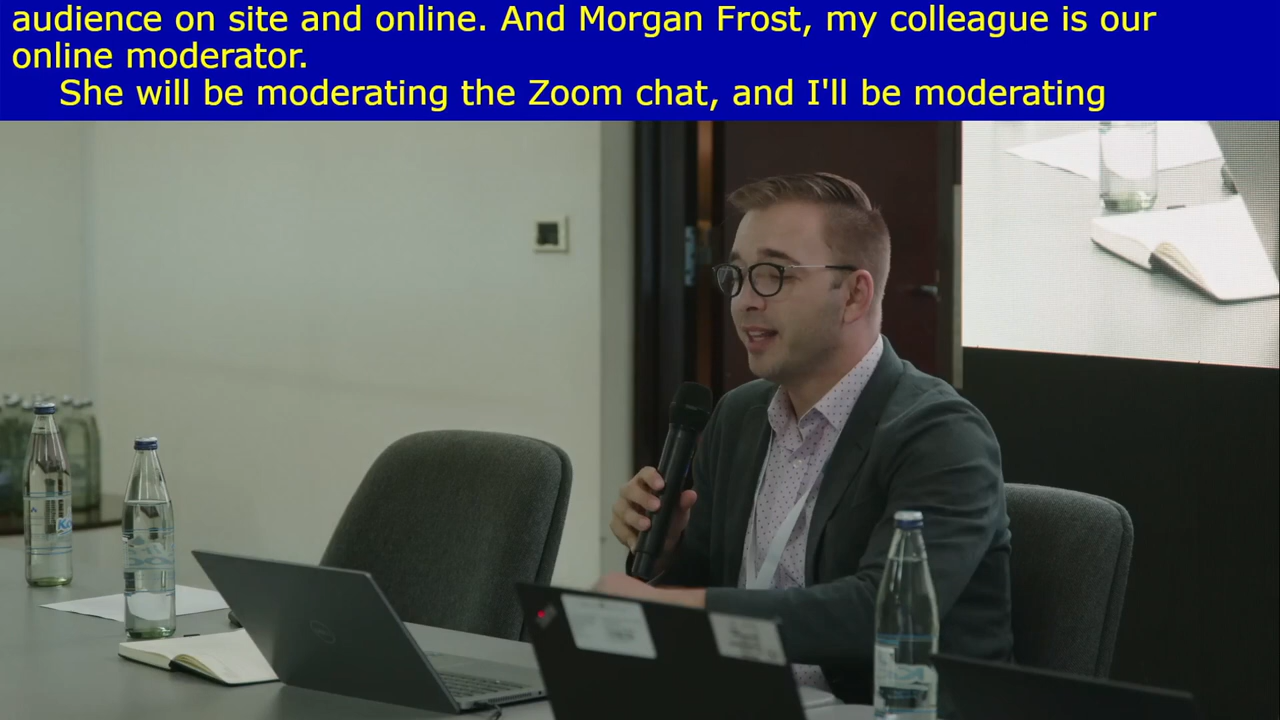 audience on site and online. And Morgan Frost, my colleague is our
online moderator.
She will be moderating the Zoom chat, and I'll be moderating